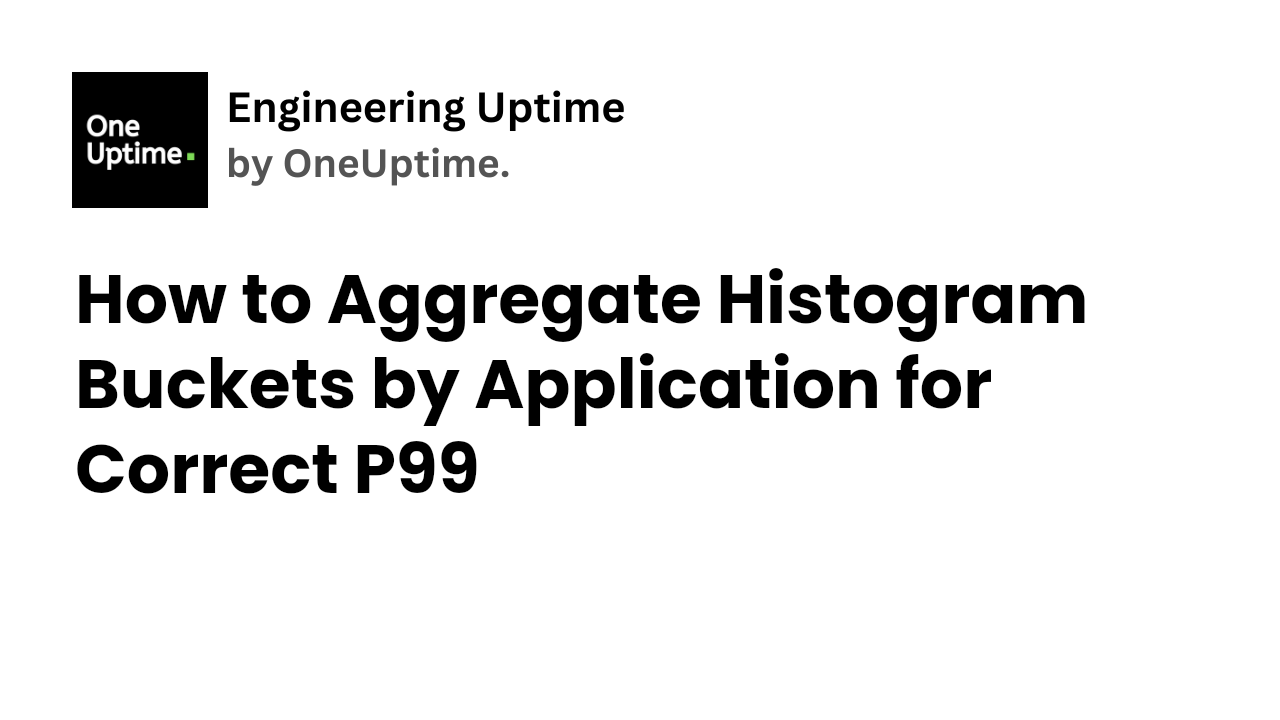 One
Uptime.
Engineering Uptime
by OneUptime.
How to Aggregate Histogram
Buckets by Application for
Correct P99